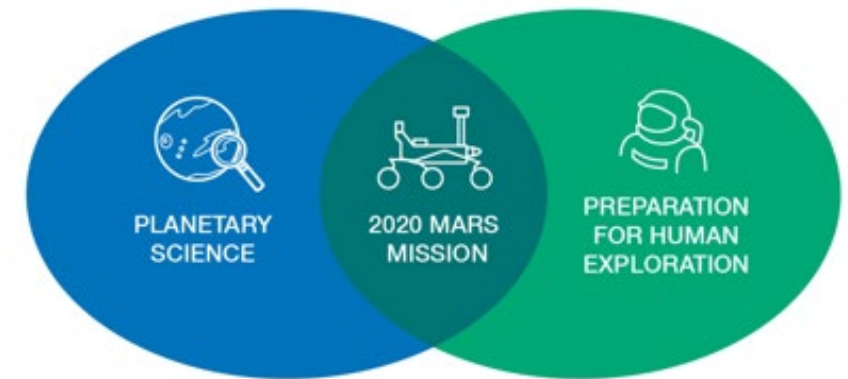 PLANETARY
SCIENCE
2020 MARS
MISSION
PREPARATION
FOR HUMAN
EXPLORATION